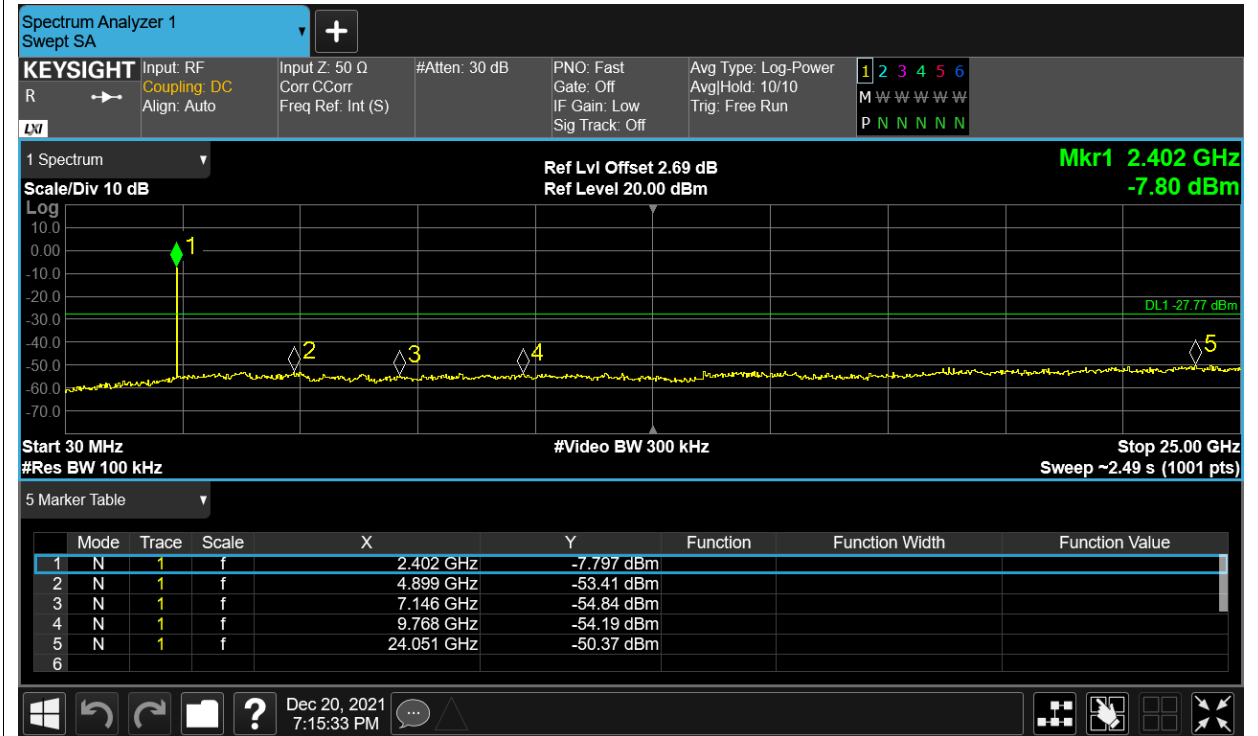 Spectrum Analyzer 1
Swept SA
KEYSIGHT
R
LXI
Input: RF
Coupling: DC
Align: Auto
Input Z: 50 Ω
Corr CCorr
Freq Ref: Int (S)
#Atten: 30 dB
PNO: Fast
Gate: Off
IF Gain: Low
Sig Track: Off
Avg Type: Log-Power
Avg|Hold: 10/10
Trig: Free Run
1 2 3 4 5 6
M W W W W W
P N N N N N
1 Spectrum
Scale/Div 10 dB
Ref Lvl Offset 2.69 dB
Ref Level 20.00 dBm
Mkr1 2.402 GHz
-7.80 dBm
Log
10.0
0.00
-10.0
-20.0
-30.0
-40.0
-50.0
-60.0
-70.0
1
2
3
4
5
DL1 -27.77 dBm
Start 30 MHz
#Video BW 300 kHz
Stop 25.00 GHz
#Res BW 100 kHz
Sweep ~2.49 s (1001 pts)
5 Marker Table
Mode Trace Scale X Y Function Function Width Function Value
1 N 1 f 2.402 GHz -7.797 dBm
2 N 1 f 4.899 GHz -53.41 dBm
3 N 1 f 7.146 GHz -54.84 dBm
4 N 1 f 9.768 GHz -54.19 dBm
5 N 1 f 24.051 GHz -50.37 dBm
6
?
Dec 20, 2021
7:15:33 PM